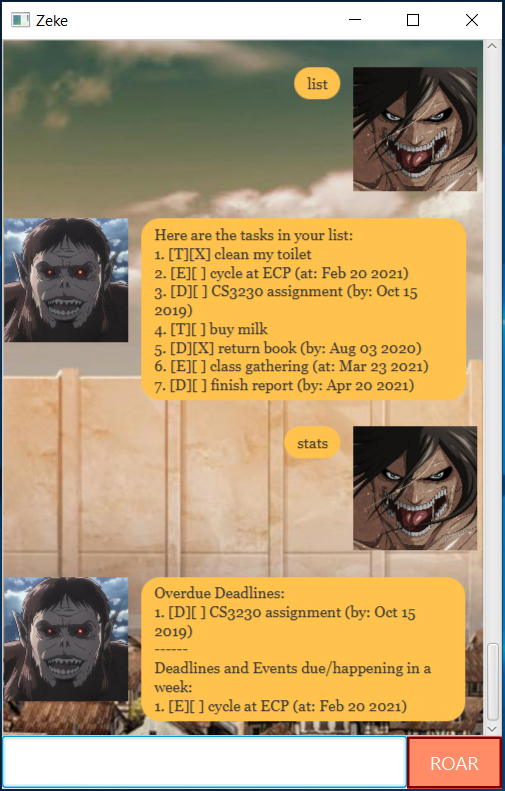 Zeke
list
Here are the tasks in your list:
1. [T][X] clean my toilet
2. [E][ ] cycle at ECP (at: Feb 20 2021)
3. [D][ ] CS3230 assignment (by: Oct 15
2019)
4. [T][ ] buy milk
5. [D][X] return book (by: Aug 03 2020)
6. [E][ ] class gathering (at: Mar 23 2021)
7. [D][ ] finish report (by: Apr 20 2021)
stats
Overdue Deadlines:
1. [D][ ] CS3230 assignment (by: Oct 15
2019)
------
Deadlines and Events due/happening in a
week:
1. [E][ ] cycle at ECP (at: Feb 20 2021)
ROAR